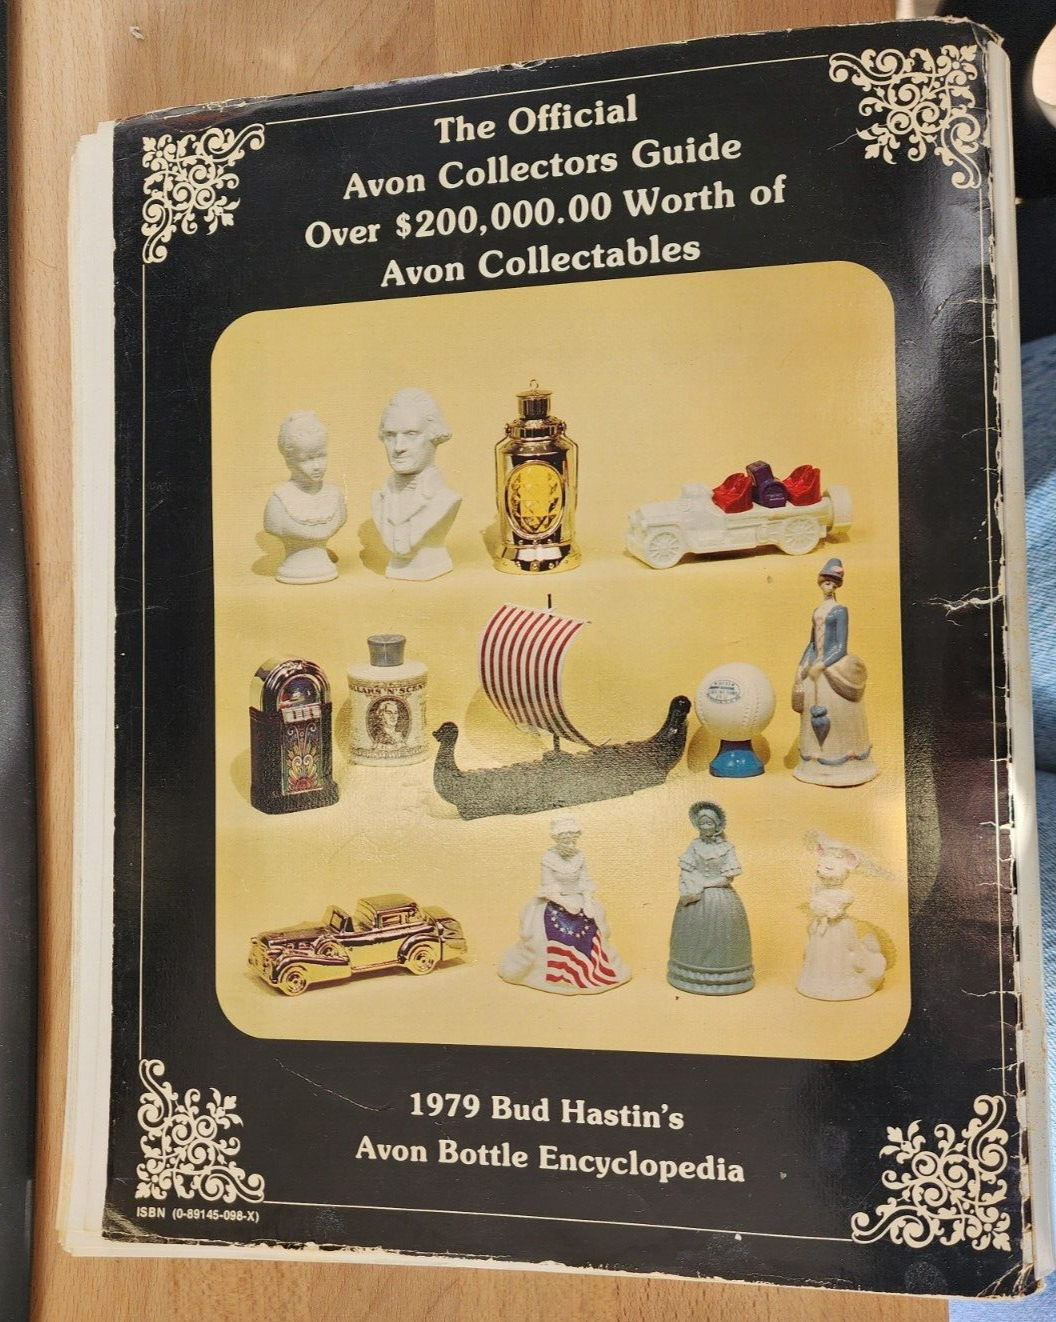 The Official
Avon Collectors Guide
Over $200,000.00 Worth of
Avon Collectables
1979 Bud Hastin's
Avon Bottle Encyclopedia
ISBN (0-89145-098-X)